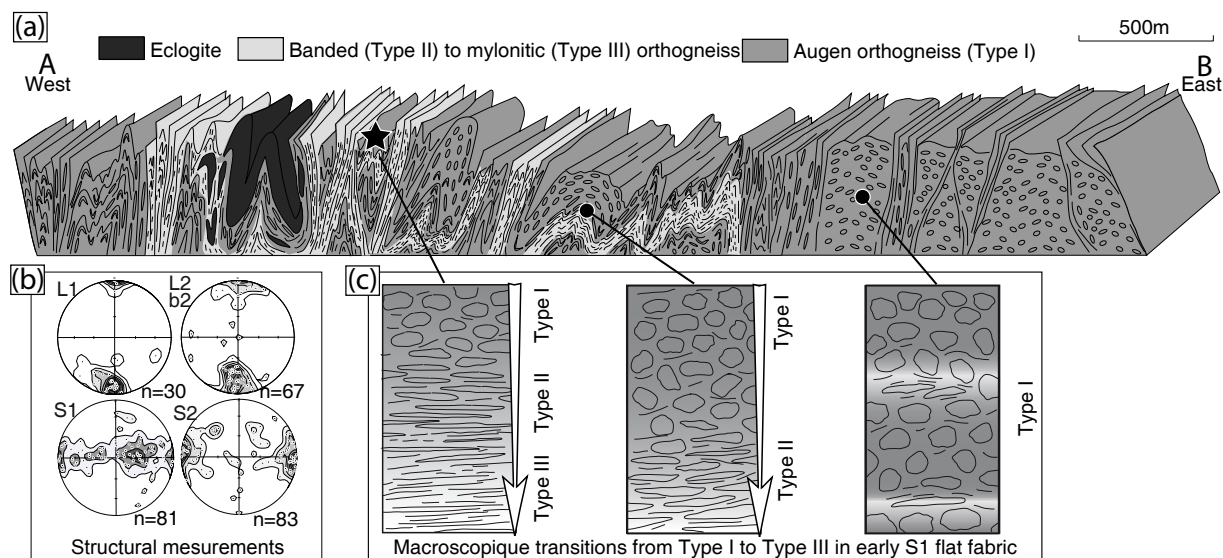 (a)
Eclogite
Banded (Type II) to mylonitic (Type III) orthogneiss
Augen orthogneiss (Type I)
500m
A
West
B
East
(b)
L1
L2
b2
n=30
n=67
S1
S2
n=81
n=83
Structural mesurements
(c)
Type I
Type II
Type III
Type I
Type II
Type I
Macroscopique transitions from Type I to Type III in early S1 flat fabric